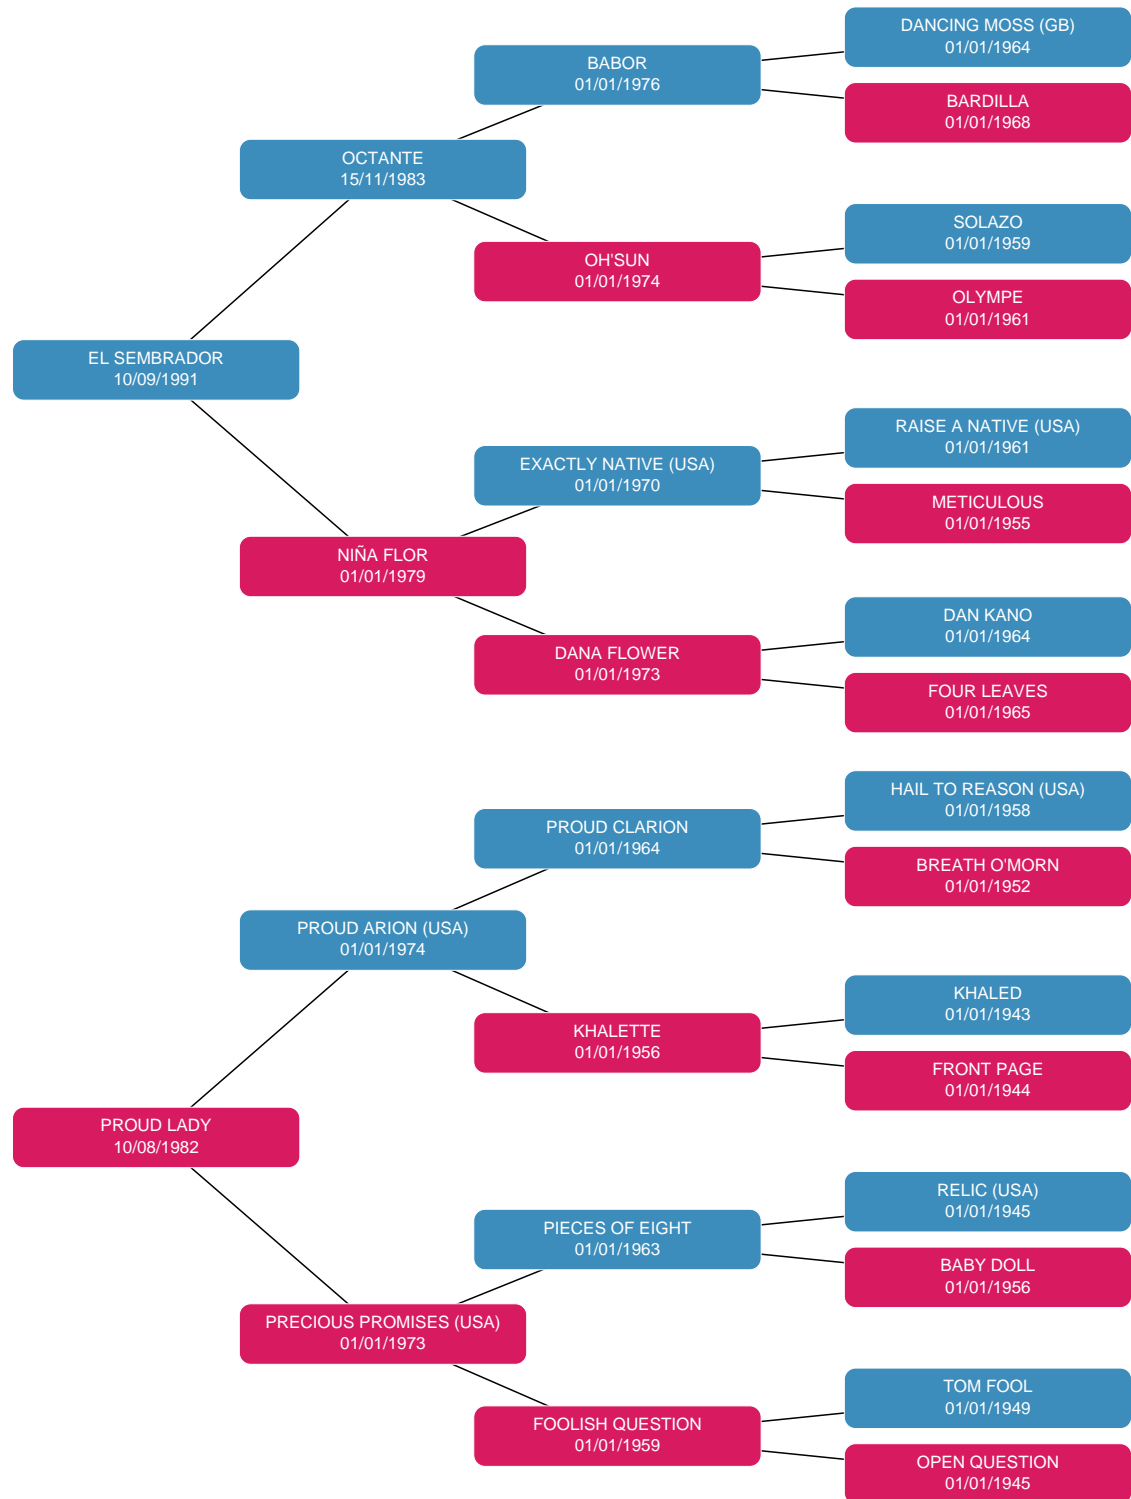 DANCING MOSS (GB)
01/01/1964
BABOR
01/01/1976
BARDILLA
01/01/1968
OCTANTE
15/11/1983
SOLAZO
01/01/1959
OH'SUN
01/01/1974
OLYMPE
01/01/1961
EL SEMBRADOR
10/09/1991
RAISE A NATIVE (USA)
01/01/1961
EXACTLY NATIVE (USA)
01/01/1970
METICULOUS
01/01/1955
NIÑA FLOR
01/01/1979
DAN KANO
01/01/1964
DANA FLOWER
01/01/1973
FOUR LEAVES
01/01/1965
HAIL TO REASON (USA)
01/01/1958
PROUD CLARION
01/01/1964
BREATH O'MORN
01/01/1952
PROUD ARION (USA)
01/01/1974
KHALED
01/01/1943
KHALETTE
01/01/1956
FRONT PAGE
01/01/1944
PROUD LADY
10/08/1982
RELIC (USA)
01/01/1945
PIECES OF EIGHT
01/01/1963
BABY DOLL
01/01/1956
PRECIOUS PROMISES (USA)
01/01/1973
TOM FOOL
01/01/1949
FOOLISH QUESTION
01/01/1959
OPEN QUESTION
01/01/1945